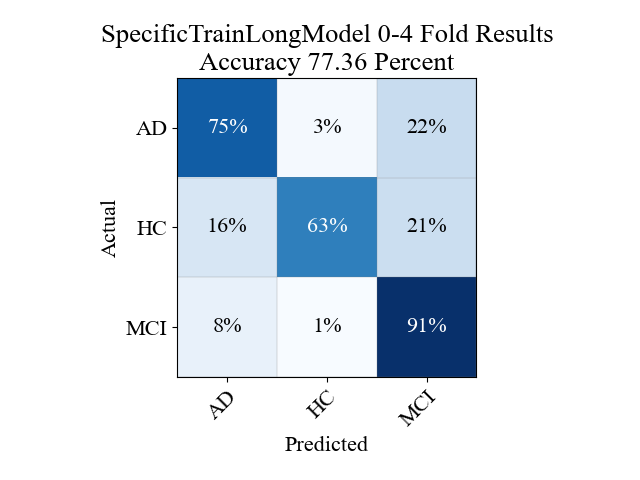 SpecificTrainLongModel 0-4 Fold Results
Accuracy 77.36 Percent
AD 75% 3% 22%
Actual
HC 16% 63% 21%
MCI 8% 1% 91%
AD HC MCI
Predicted